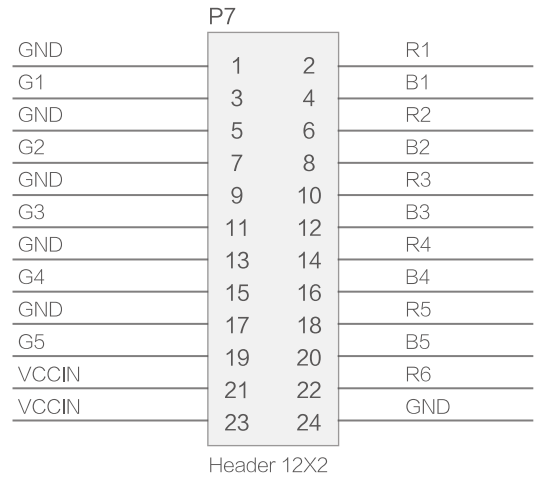 P7
GND 1 2 R1
G1 3 4 B1
GND 5 6 R2
G2 7 8 B2
GND 9 10 R3
G3 11 12 B3
GND 13 14 R4
G4 15 16 B4
GND 17 18 R5
G5 19 20 B5
VCCIN 21 22 R6
VCCIN 23 24 GND
Header 12X2